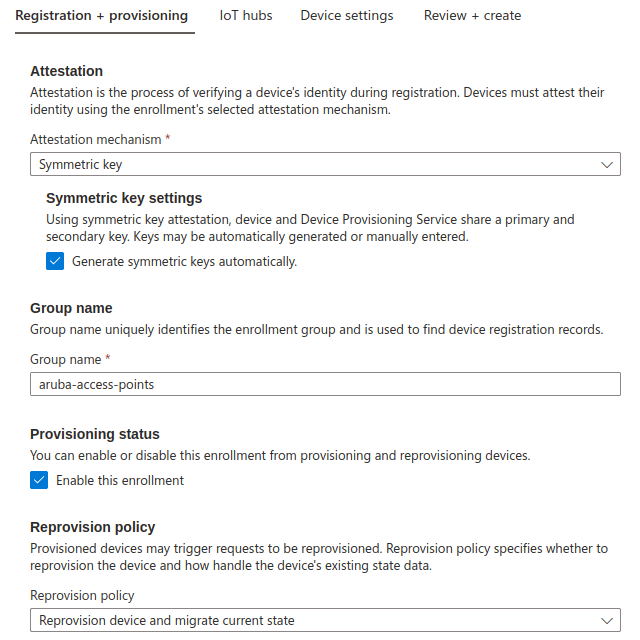 Registration + provisioning IoT hubs Device settings Review + create
Attestation
Attestation is the process of verifying a device's identity during registration. Devices must attest their
identity using the enrollment's selected attestation mechanism.
Attestation mechanism *
Symmetric key
Symmetric key settings
Using symmetric key attestation, device and Device Provisioning Service share a primary and
secondary key. Keys may be automatically generated or manually entered.
Generate symmetric keys automatically.
Group name
Group name uniquely identifies the enrollment group and is used to find device registration records.
Group name *
aruba-access-points
Provisioning status
You can enable or disable this enrollment from provisioning and reprovisioning devices.
Enable this enrollment
Reprovision policy
Provisioned devices may trigger requests to be reprovisioned. Reprovision policy specifies whether to
reprovision the device and how handle the device's existing state data.
Reprovision policy
Reprovision device and migrate current state